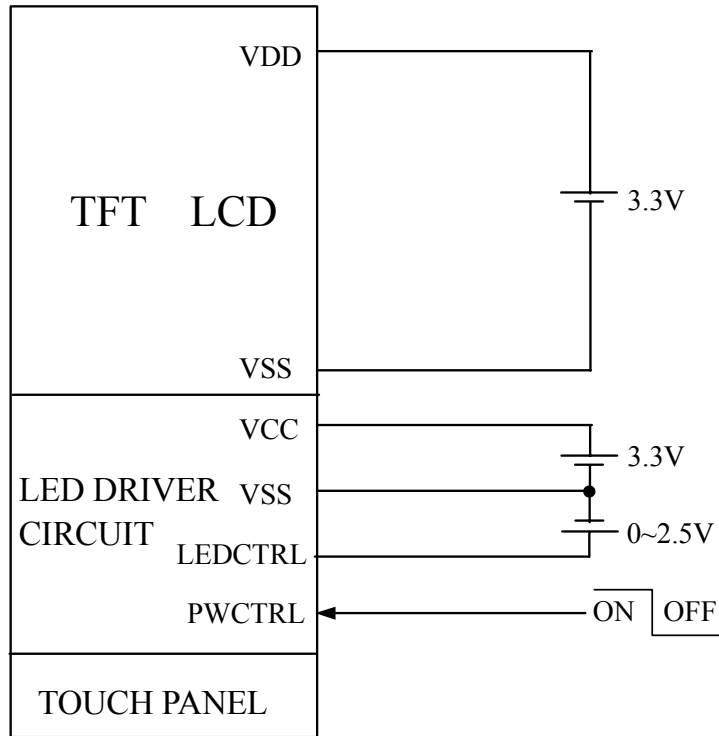 VDD
TFT LCD
3.3V
VSS
VCC
3.3V
LED DRIVER
CIRCUIT
VSS
0~2.5V
LEDCTRL
PWCTRL
ON
OFF
TOUCH PANEL